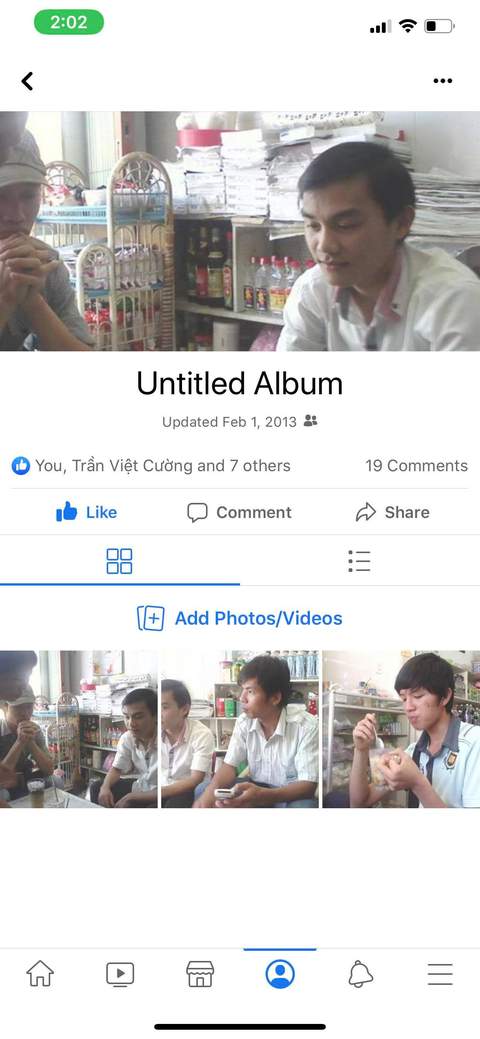 2:02
Untitled Album
Updated Feb 1, 2013
You, Trần Việt Cường and 7 others 19 Comments
Like Comment Share
Add Photos/Videos